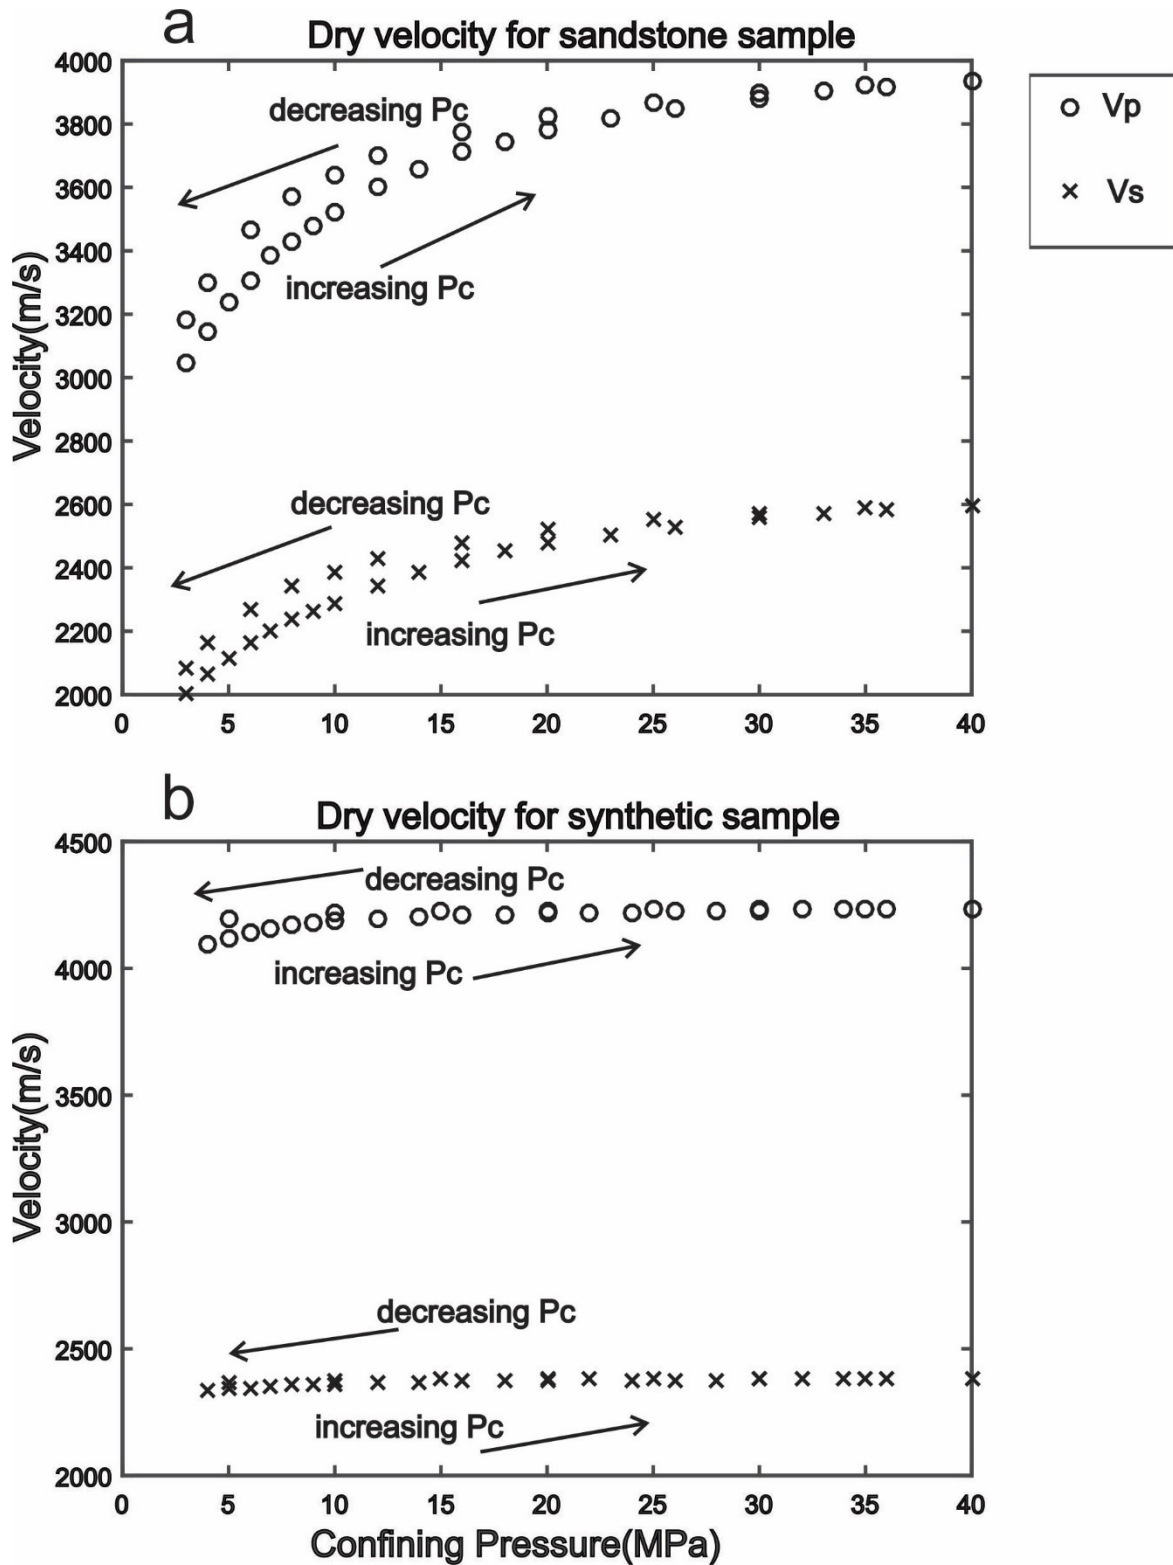 a
Dry velocity for sandstone sample
4000
3800
3600
3400
3200
3000
2800
2600
2400
2200
2000
Velocity(m/s)
decreasing Pc
increasing Pc
decreasing Pc
increasing Pc
0 5 10 15 20 25 30 35 40
Vp
Vs
b
Dry velocity for synthetic sample
4500
4000
3500
3000
2500
2000
Velocity(m/s)
decreasing Pc
increasing Pc
decreasing Pc
increasing Pc
0 5 10 15 20 25 30 35 40
Confining Pressure(MPa)